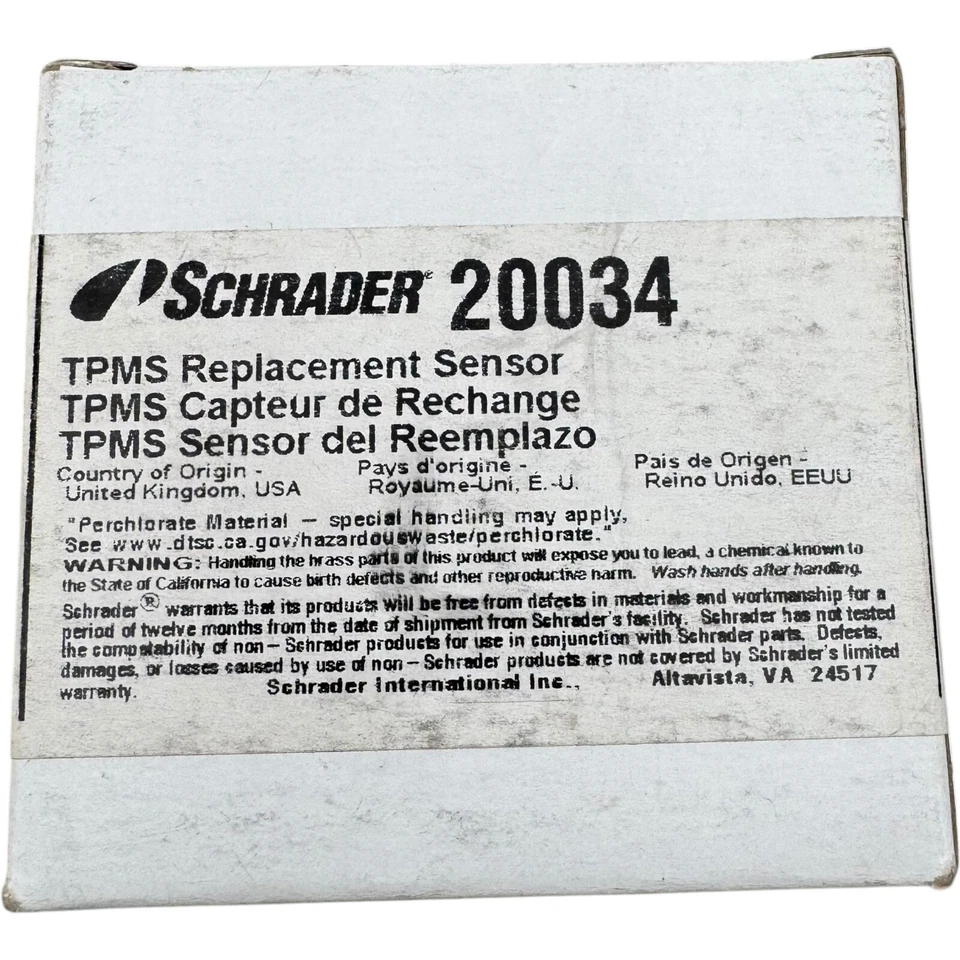 SCHRADER® 20034
TPMS Replacement Sensor
TPMS Capteur de Rechange
TPMS Sensor del Reemplazo
Country of Origin - Pays d'origine - Pais de Origen -
United Kingdom, USA Royaume-Uni, É.-U. Reino Unido, EEUU
"Perchlorate Material – special handling may apply,
See www.dtsc.ca.gov/hazardouswaste/perchlorate."
WARNING: Handling the brass parts of this product will expose you to lead, a chemical known to
the State of California to cause birth defects and other reproductive harm. Wash hands after handling.
Schrader® warrants that its products will be free from defects in materials and workmanship for a
period of twelve months from the date of shipment from Schrader's facility. Schrader has not tested
the compatability of non – Schrader products for use in conjunction with Schrader parts. Defects,
damages, or losses caused by use of non – Schrader products are not covered by Schrader's limited
warranty. Schrader International Inc., Altavista, VA 24517